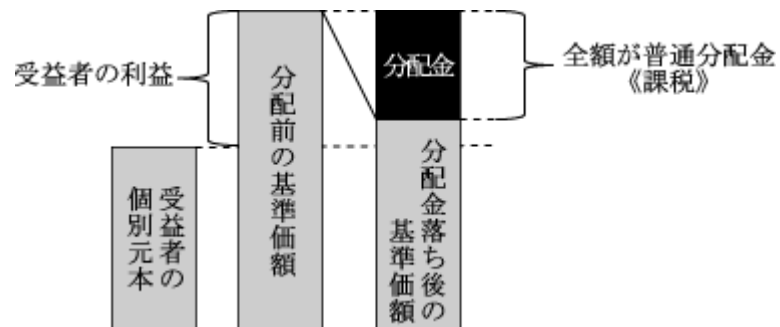 受益者の利益
分配前の基準価額
分配金
全額が普通分配金
《課税》
受益者の
個別元本
分配金落ち後の
基準価額